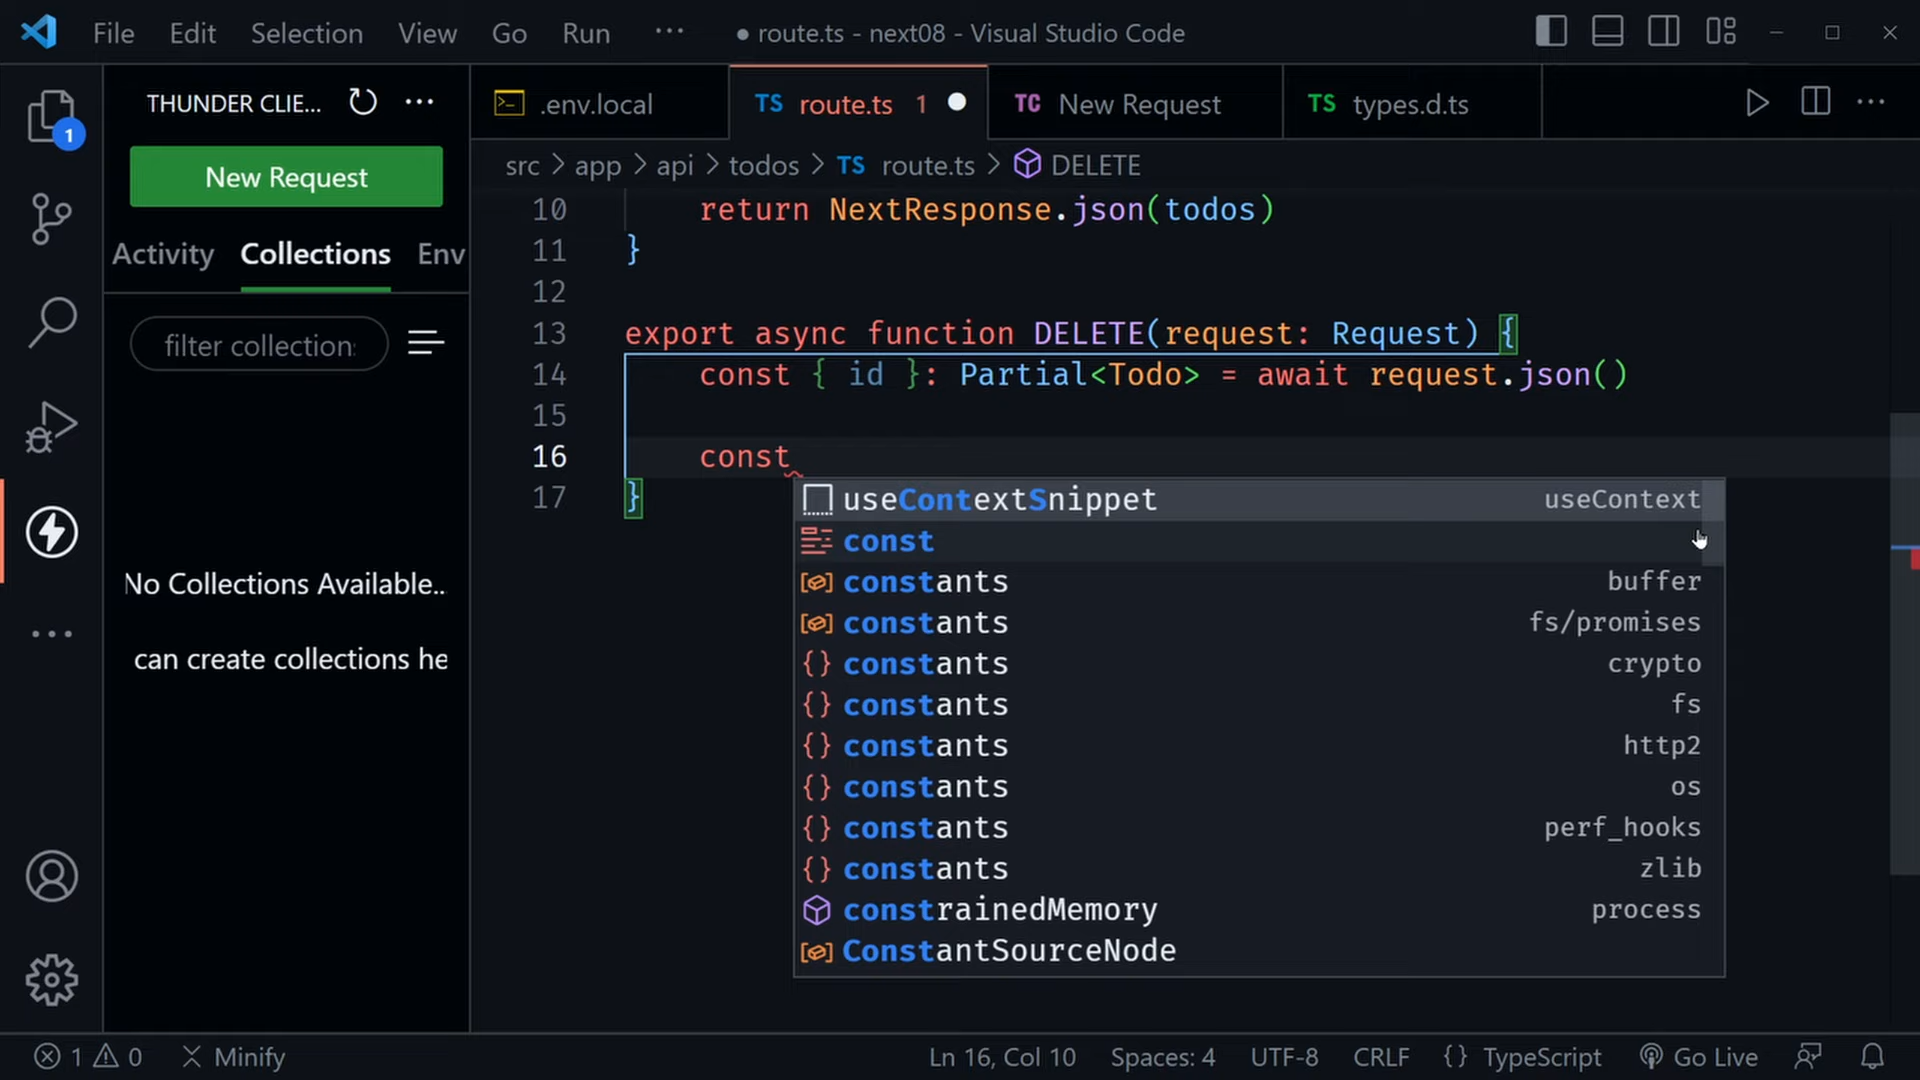 File Edit Selection View Go Run ··· ● route.ts - next08 - Visual Studio Code
1
THUNDER CLIE... ···
New Request
Activity Collections Env
filter collection
No Collections Available..
can create collections he
>_ .env.local
TS route.ts 1 ●
TC New Request
TS types.d.ts
···
src > app > api > todos > TS route.ts > DELETE
10 return NextResponse.json(todos)
11 }
12
13 export async function DELETE(request: Request) {
14 const { id }: Partial<Todo> = await request.json()
15
16 const
17 }
useContextSnippet useContext
const
constants buffer
constants fs/promises
{} constants crypto
{} constants fs
{} constants http2
{} constants os
{} constants perf_hooks
{} constants zlib
constrainedMemory process
ConstantSourceNode
1 0 Minify Ln 16, Col 10 Spaces: 4 UTF-8 CRLF {} TypeScript Go Live